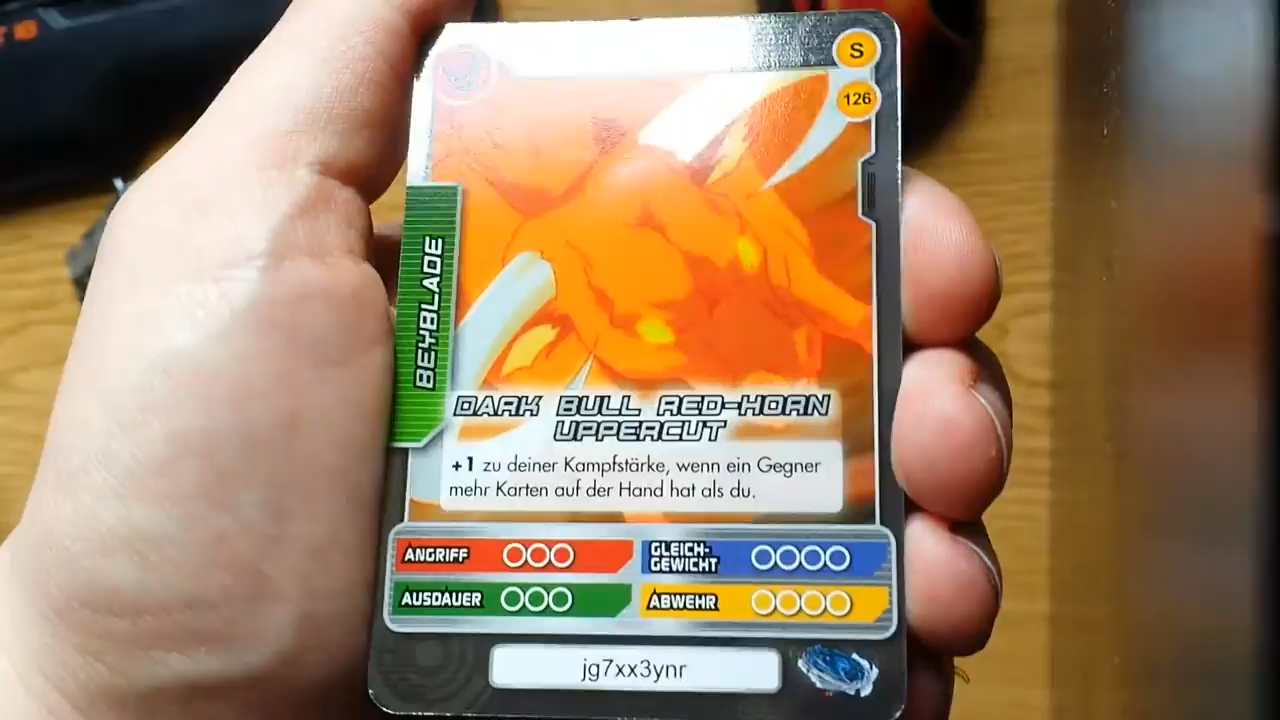 S
126
BEYBLADE
DARK BULL RED-HORN
UPPERCUT
+1 zu deiner Kampfstärke, wenn ein Gegner
mehr Karten auf der Hand hat als du.
ANGRIFF
GLEICH-
GEWICHT
AUSDAUER
ABWEHR
jg7xx3ynr